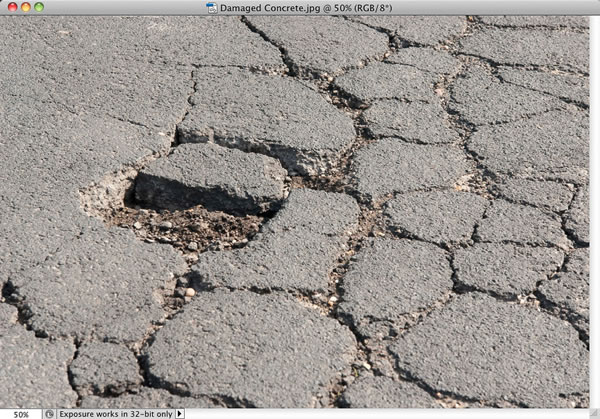 Damaged Concrete.jpg @ 50% (RGB/8*)
50%
Exposure works in 32-bit only